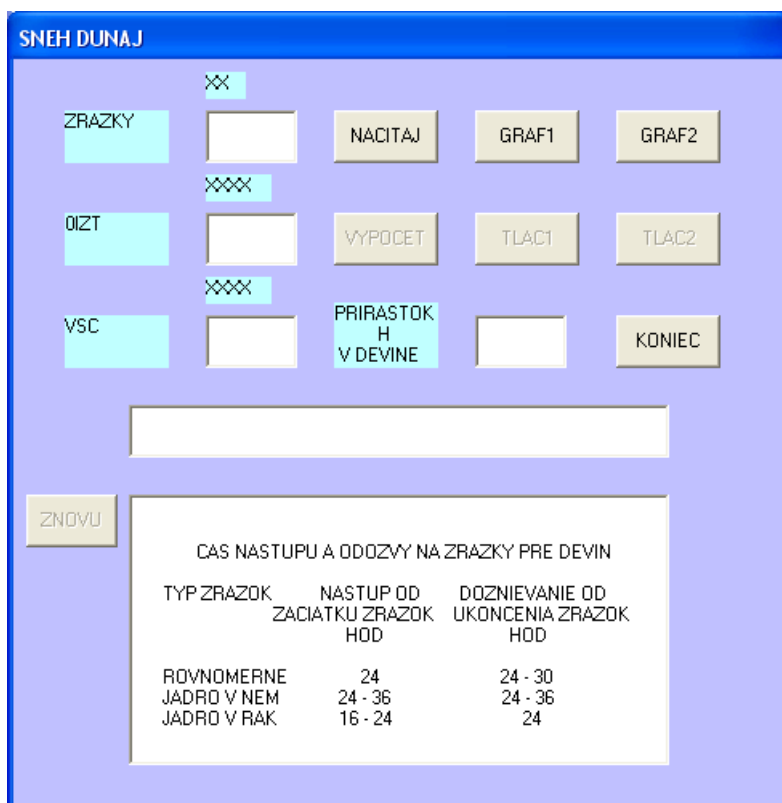 SNEH DUNAJ
XX
ZRAZKY NACITAJ GRAF1 GRAF2
XXXX
0IZT VYPOCET TLAC1 TLAC2
XXXX
VSC PRIRASTOK
H
V DEVINE
KONIEC
ZNOVU
CAS NASTUPU A ODOZVY NA ZRAZKY PRE DEVIN
TYP ZRAZOK NASTUP OD DOZNIEVANIE OD
ZACIATKU ZRAZOK UKONCENIA ZRAZOK
HOD HOD
ROVNOMERNE 24 24 - 30
JADRO V NEM 24 - 36 24 - 36
JADRO V RAK 16 - 24 24